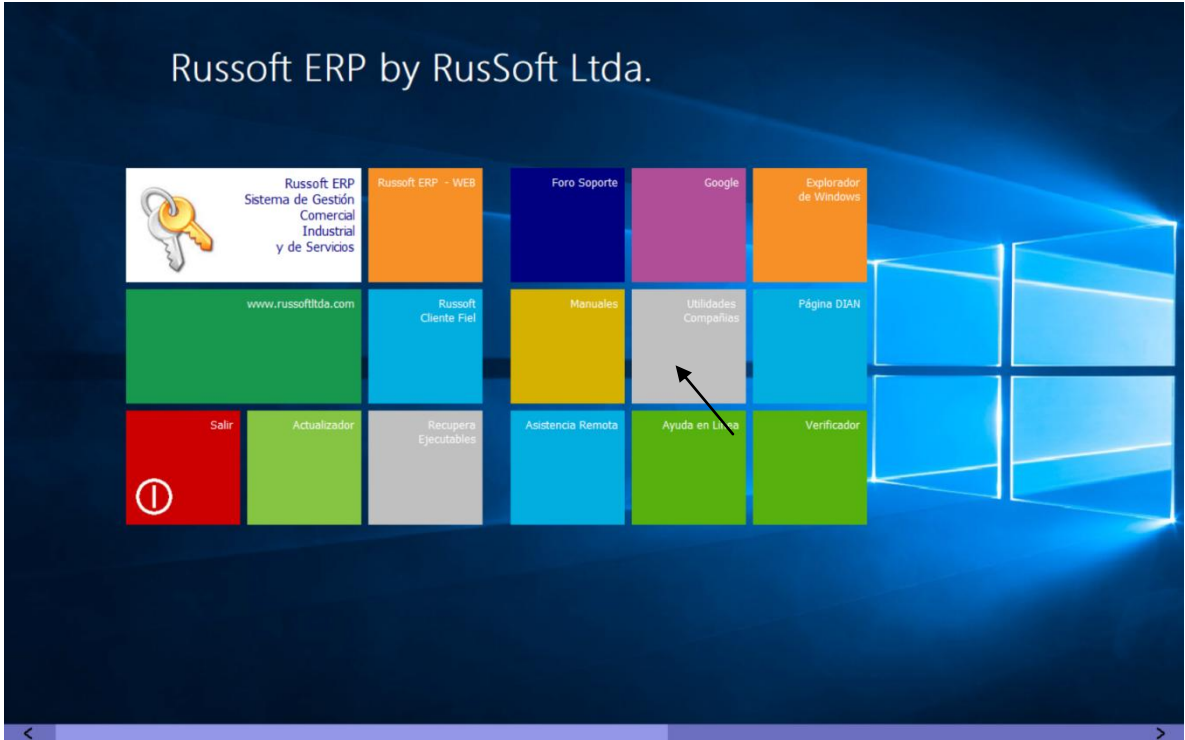 Russoft ERP by RusSoft Ltda.
Russoft ERP
Sistema de Gestión
Comercial
Industrial
y de Servicios
Russoft ERP - WEB
Foro Soporte
Google
Explorador
de Windows
www.russoftltda.com
Russoft
Cliente Fiel
Manuales
Utilidades
Compañias
Página DIAN
Salir
Actualizador
Recupera
Ejecutables
Asistencia Remota
Ayuda en Linea
Verificador